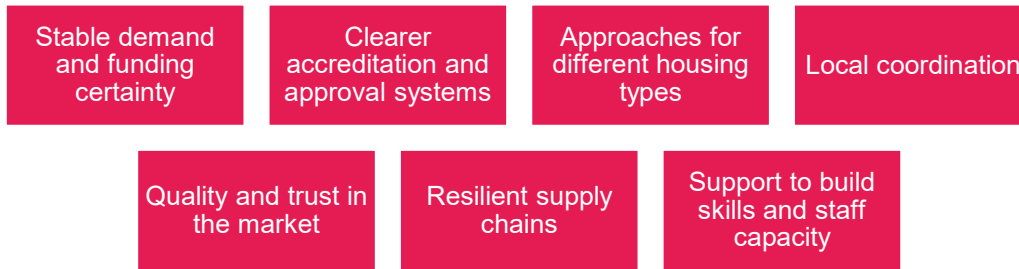 Stable demand
and funding
certainty
Clearer
accreditation and
approval systems
Approaches for
different housing
types
Local coordination
Quality and trust in
the market
Resilient supply
chains
Support to build
skills and staff
capacity